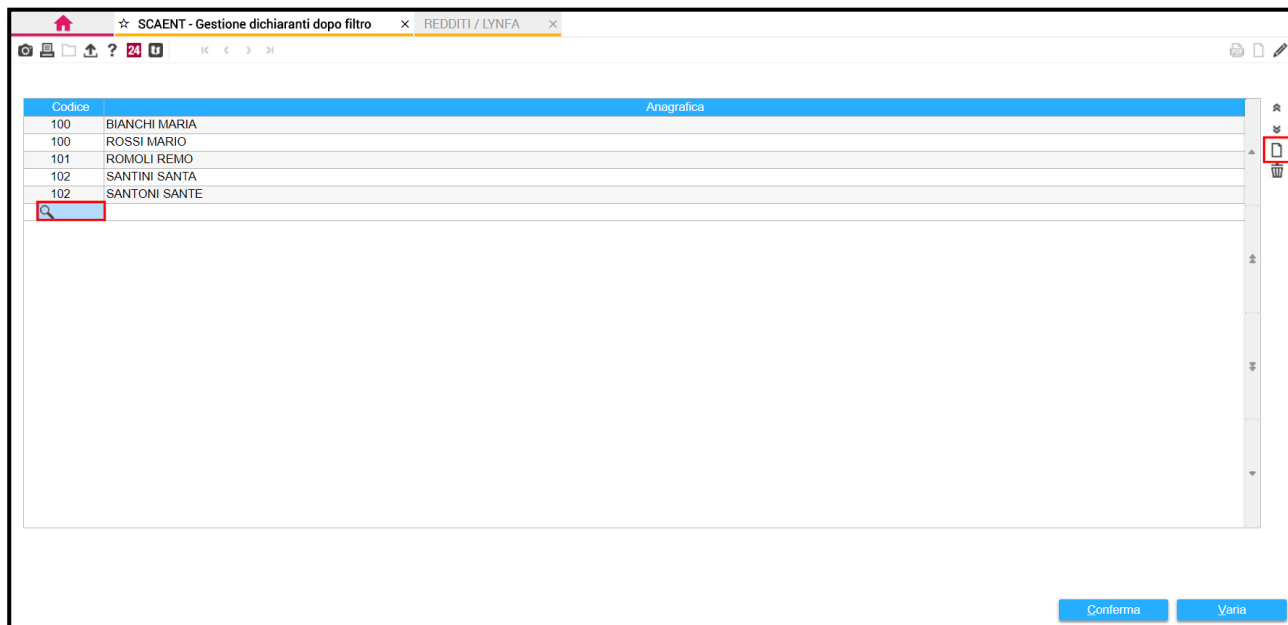 ☆ SCAENT - Gestione dichiaranti dopo filtro × REDDITI / LYNFA ×
? 24 u
Codice Anagrafica
100 BIANCHI MARIA
100 ROSSI MARIO
101 ROMOLI REMO
102 SANTINI SANTA
102 SANTONI SANTE
Conferma Varia